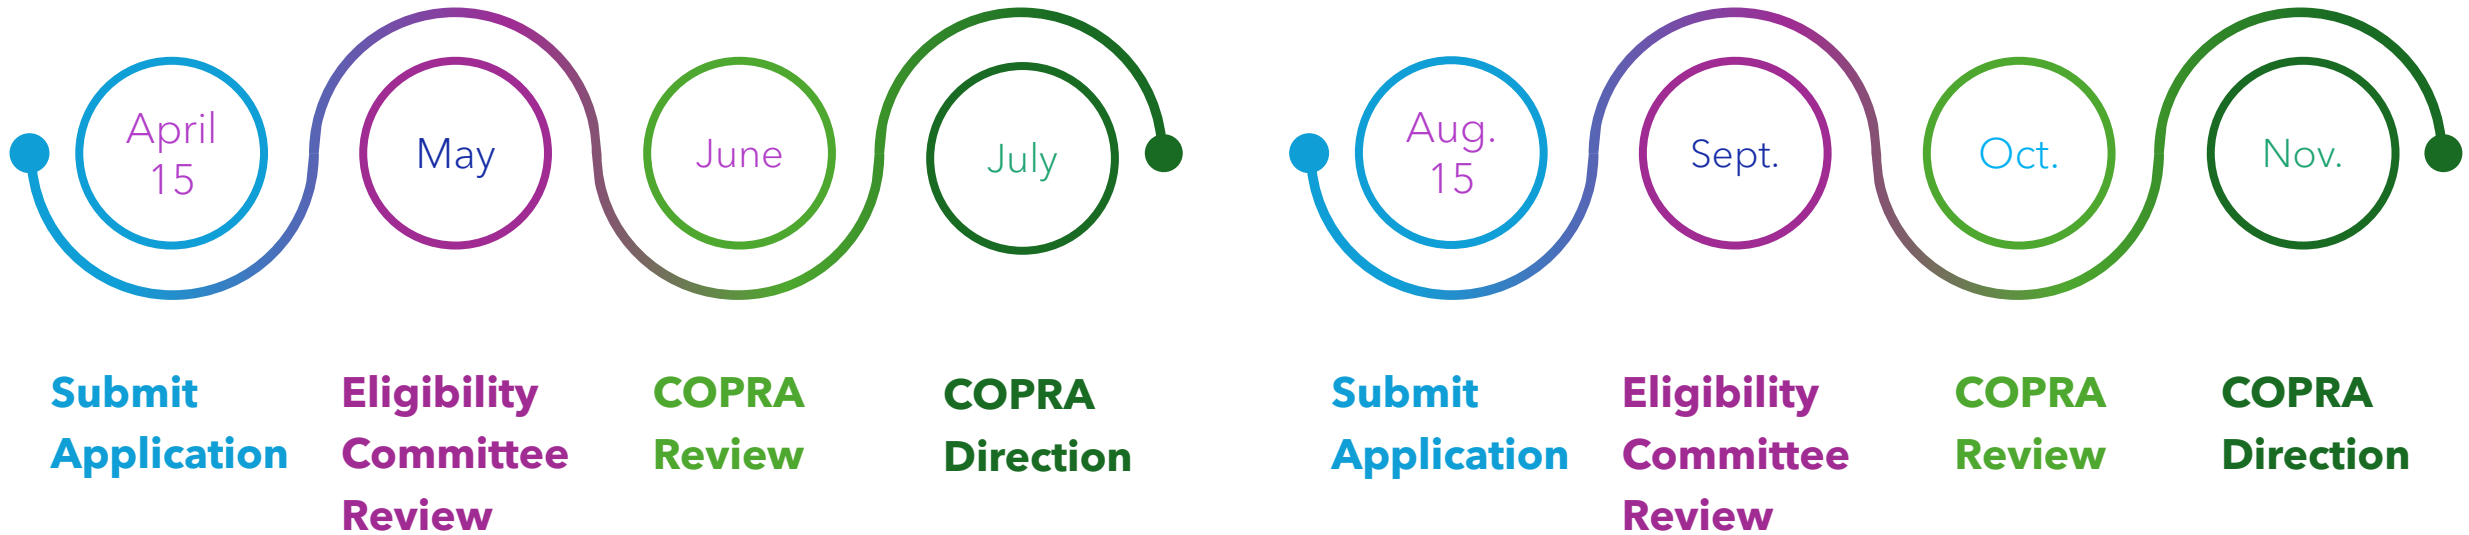 April
15
May
June
July
Aug.
15
Sept.
Oct.
Nov.
Submit
Application
Eligibility
Committee
Review
COPRA
Review
COPRA
Direction
Submit
Application
Eligibility
Committee
Review
COPRA
Review
COPRA
Direction